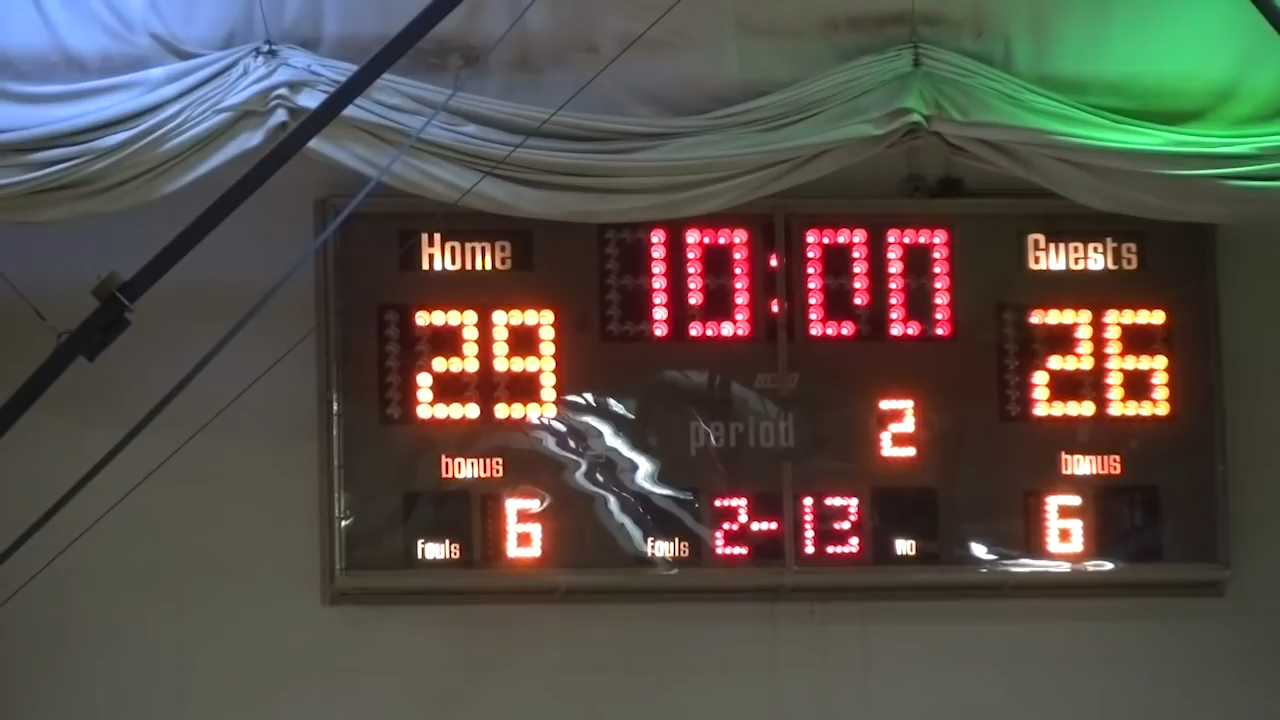 Home 10:00 Guests
29 26
period 2
bonus bonus
fouls 6 fouls 2-13 no 6